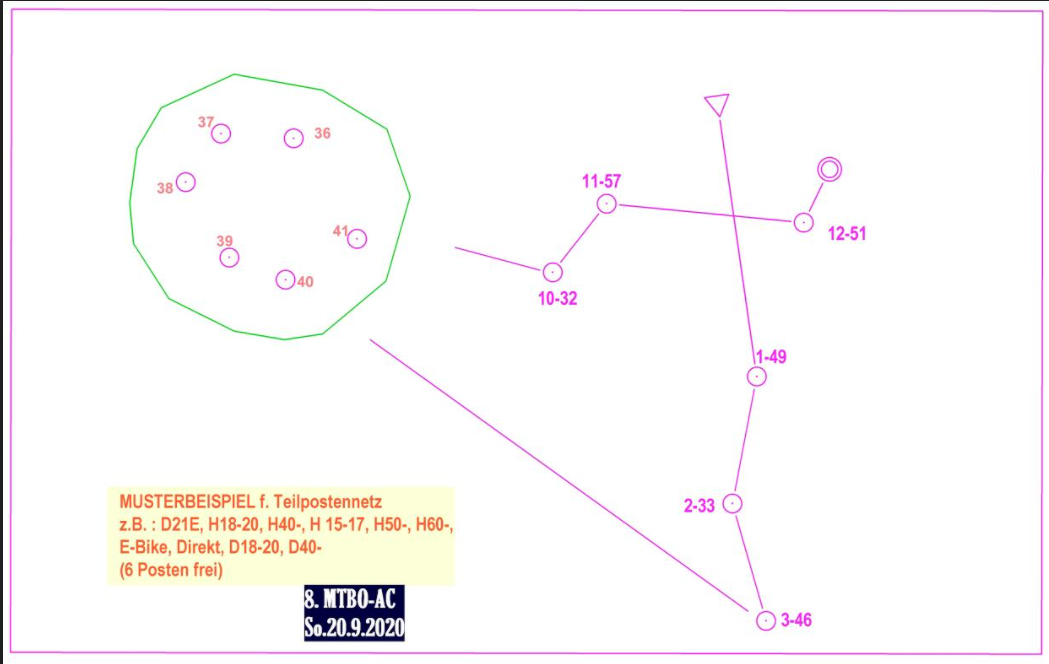 37
36
38
39
41
40
11-57
12-51
10-32
1-49
2-33
3-46
MUSTERBEISPIEL f. Teilpostennetz
z.B. : D21E, H18-20, H40-, H 15-17, H50-, H60-,
E-Bike, Direkt, D18-20, D40-
(6 Posten frei)
8. MTBO-AC
So.20.9.2020